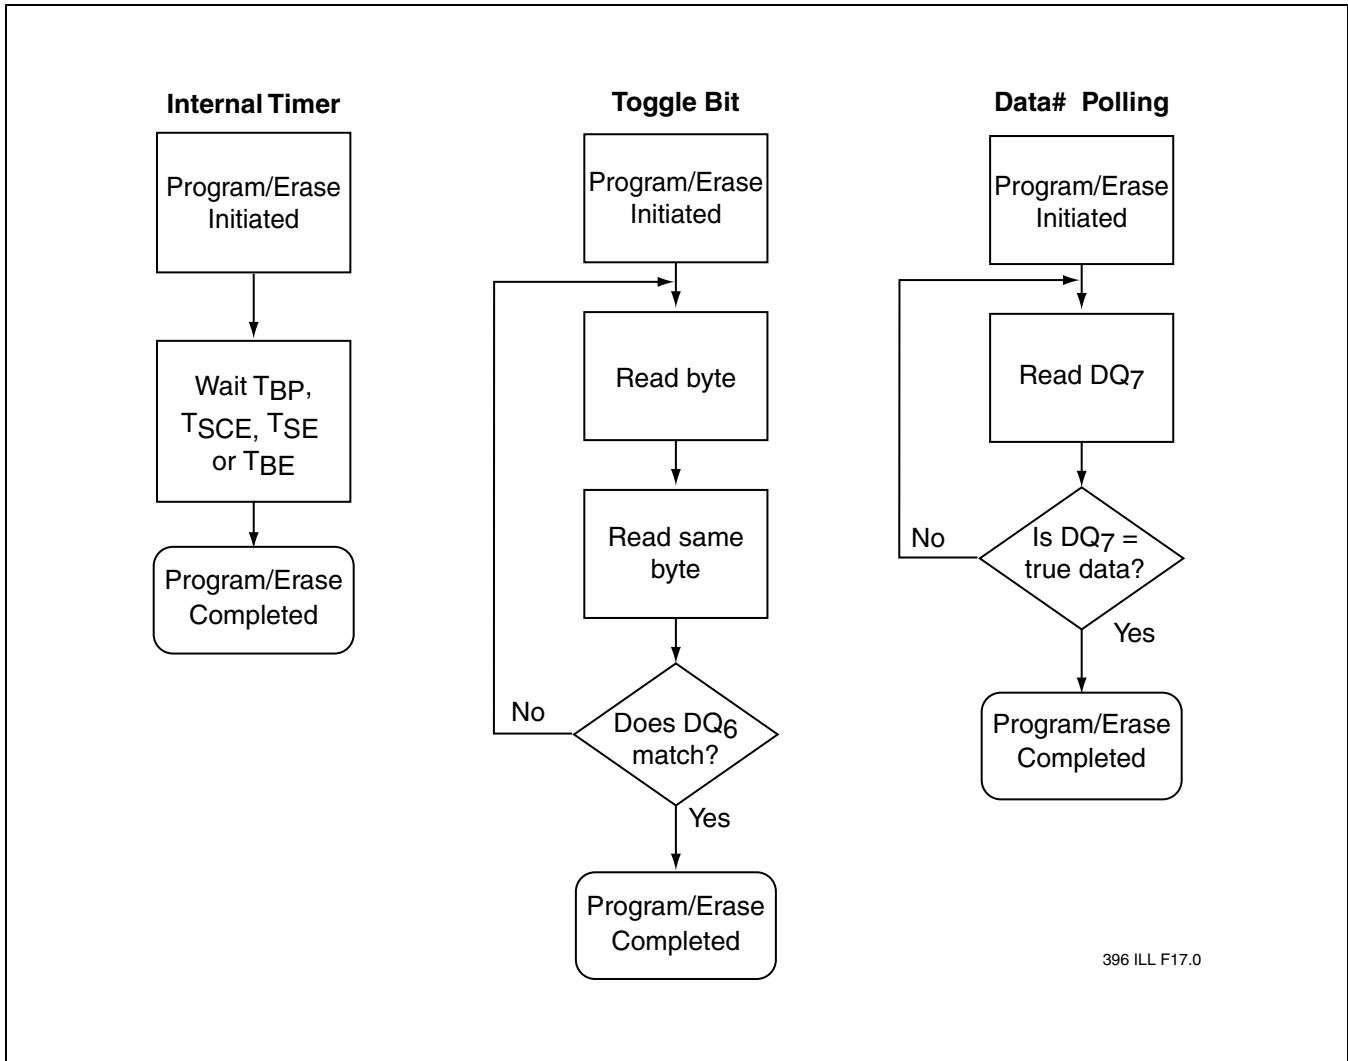 Internal Timer
Program/Erase
Initiated
Wait TBP,
TSCE, TSE
or TBE
Program/Erase
Completed
Toggle Bit
Program/Erase
Initiated
Read byte
Read same
byte
Does DQ6
match?
No
Yes
Program/Erase
Completed
Data# Polling
Program/Erase
Initiated
Read DQ7
Is DQ7 =
true data?
No
Yes
Program/Erase
Completed
396 ILL F17.0